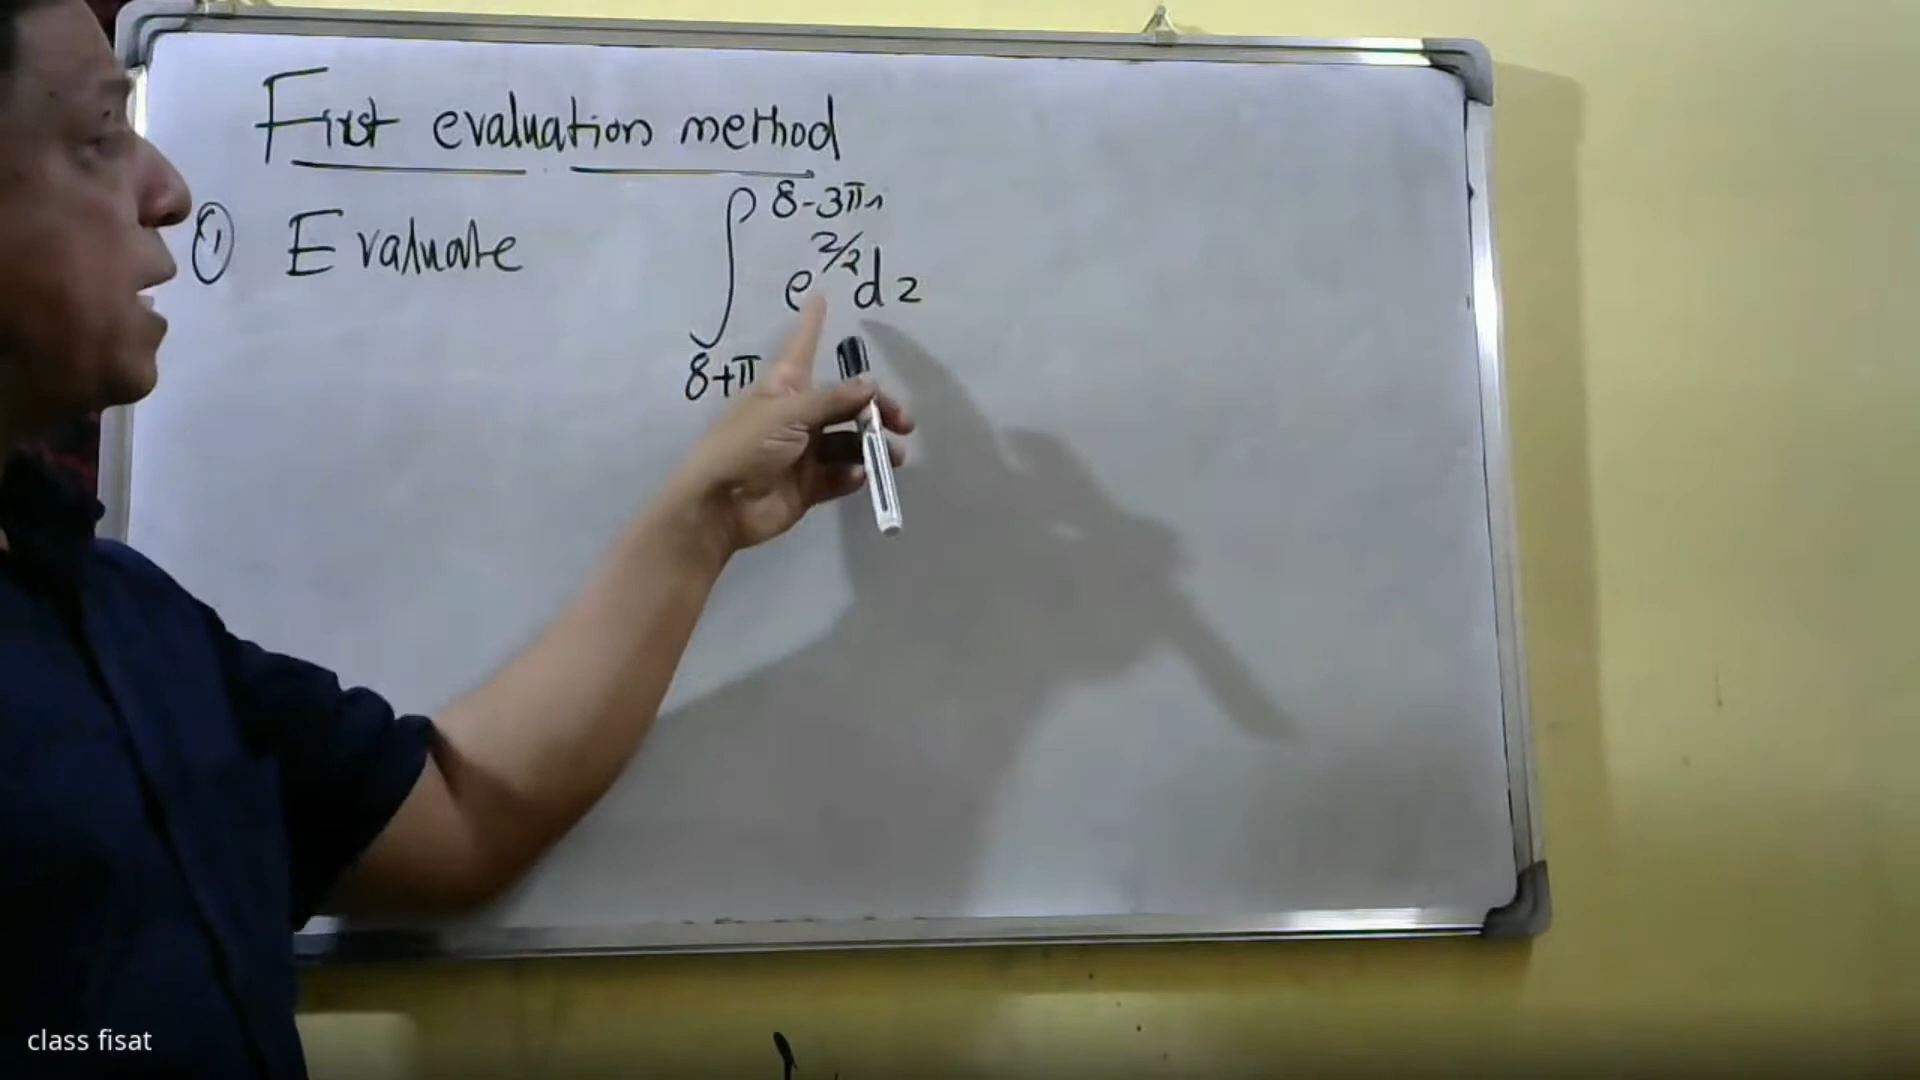 First evaluation method
① Evaluate ∫ 8-3πi
e^z/2 dz
8+π
class fisat